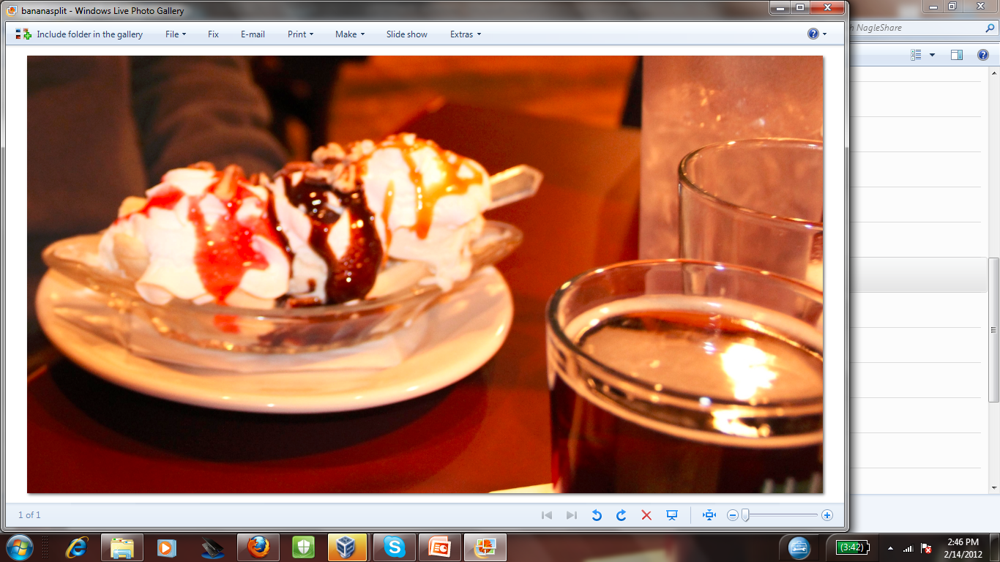 bananasplit - Windows Live Photo Gallery
Include folder in the gallery File Fix E-mail Print Make Slide show Extras
h NagleShare
1 of 1
(3:42)
2:46 PM
2/14/2012